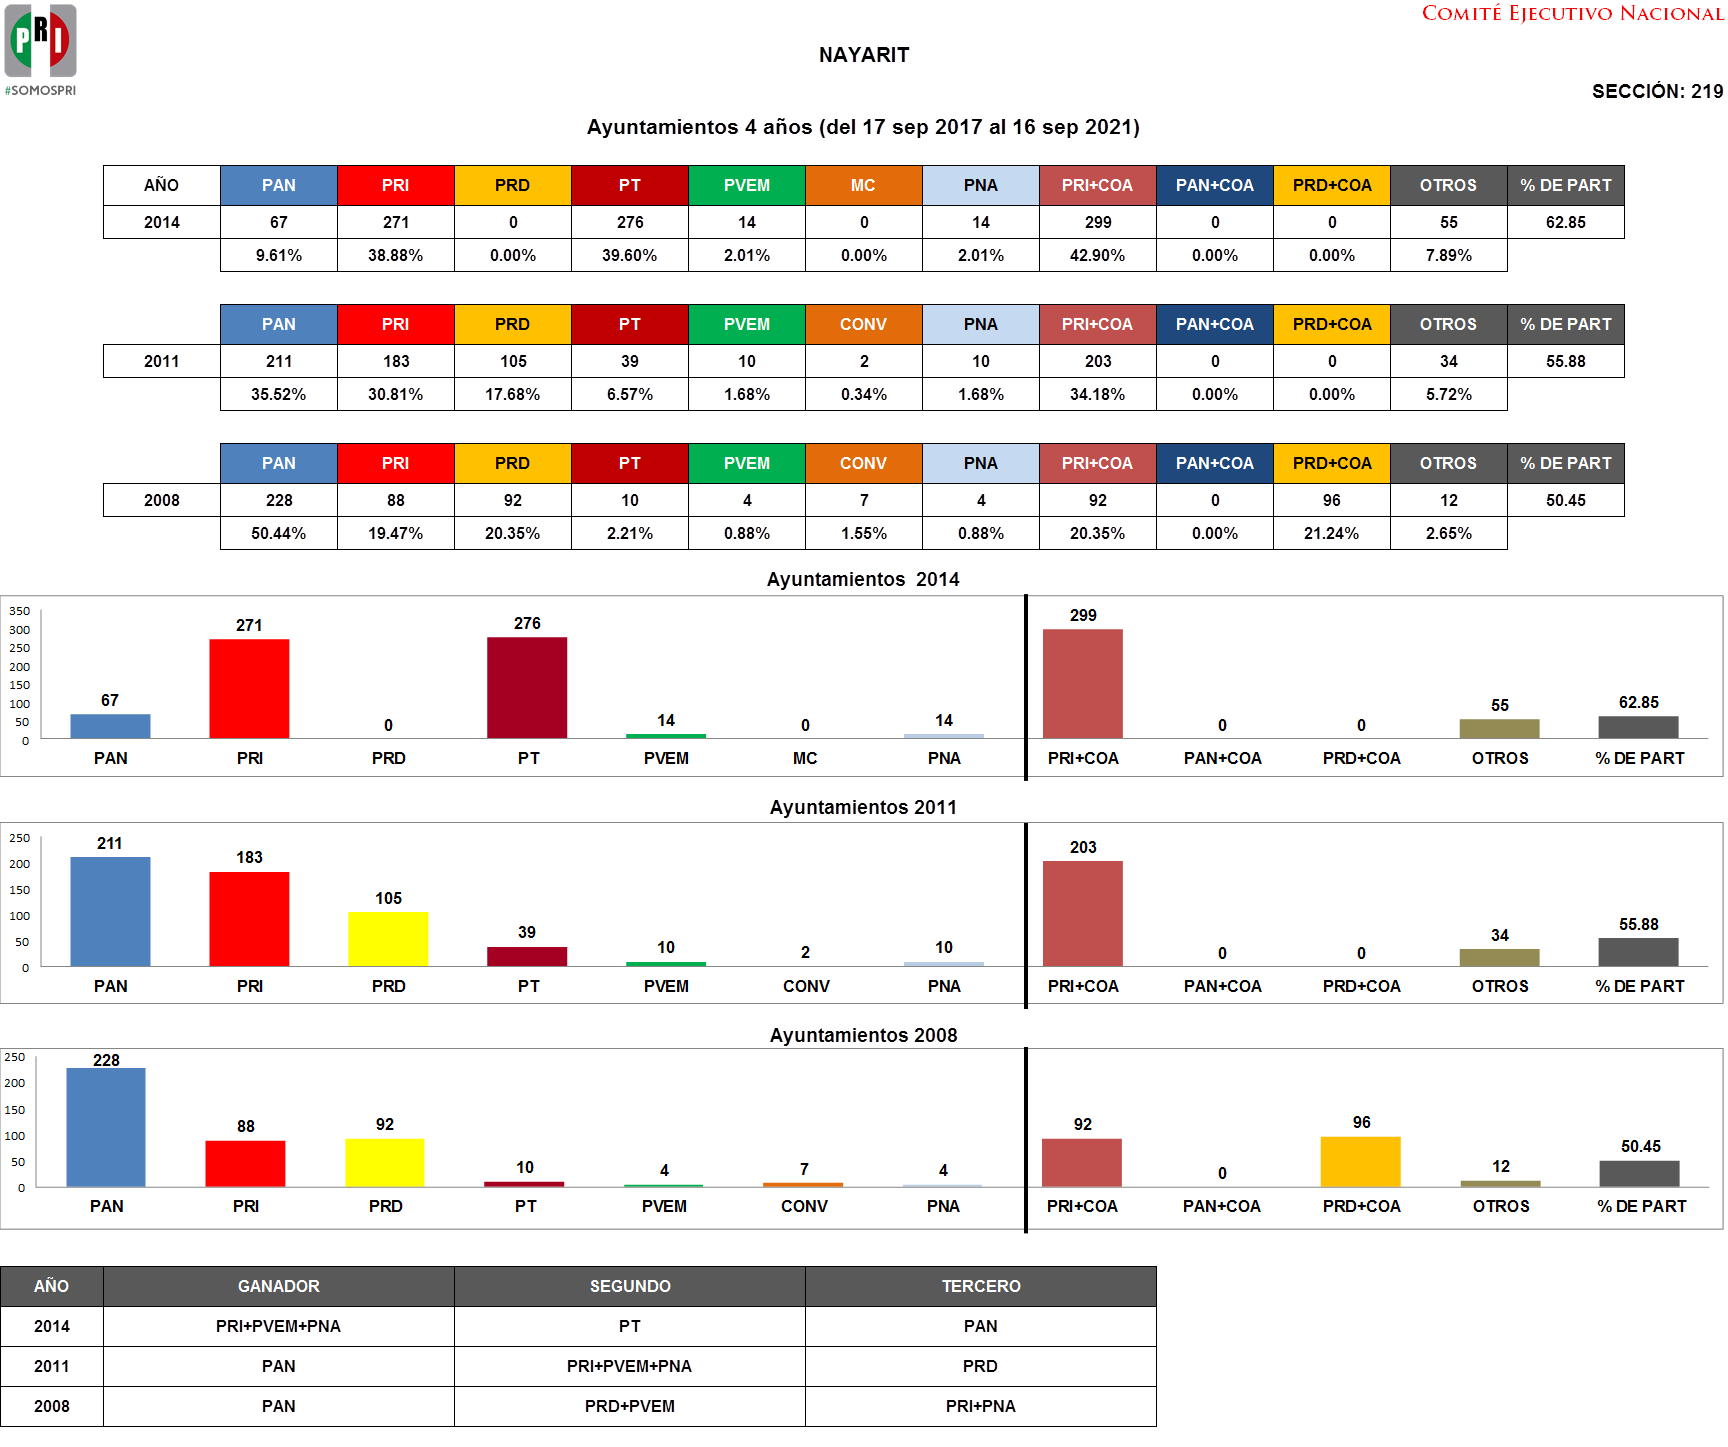 COMITÉ EJECUTIVO NACIONAL
PRI
#SOMOSPRI
NAYARIT
SECCIÓN: 219
Ayuntamientos 4 años (del 17 sep 2017 al 16 sep 2021)
AÑO PAN PRI PRD PT PVEM MC PNA PRI+COA PAN+COA PRD+COA OTROS % DE PART
2014 67 271 0 276 14 0 14 299 0 0 55 62.85
9.61% 38.88% 0.00% 39.60% 2.01% 0.00% 2.01% 42.90% 0.00% 0.00% 7.89%
PAN PRI PRD PT PVEM CONV PNA PRI+COA PAN+COA PRD+COA OTROS % DE PART
2011 211 183 105 39 10 2 10 203 0 0 34 55.88
35.52% 30.81% 17.68% 6.57% 1.68% 0.34% 1.68% 34.18% 0.00% 0.00% 5.72%
PAN PRI PRD PT PVEM CONV PNA PRI+COA PAN+COA PRD+COA OTROS % DE PART
2008 228 88 92 10 4 7 4 92 0 96 12 50.45
50.44% 19.47% 20.35% 2.21% 0.88% 1.55% 0.88% 20.35% 0.00% 21.24% 2.65%
Ayuntamientos 2014
350
300
250
200
150
100
50
0
67 271 0 276 14 0 14 299 0 0 55 62.85
PAN PRI PRD PT PVEM MC PNA PRI+COA PAN+COA PRD+COA OTROS % DE PART
Ayuntamientos 2011
250
200
150
100
50
0
211 183 105 39 10 2 10 203 0 0 34 55.88
PAN PRI PRD PT PVEM CONV PNA PRI+COA PAN+COA PRD+COA OTROS % DE PART
Ayuntamientos 2008
250
200
150
100
50
0
228 88 92 10 4 7 4 92 0 96 12 50.45
PAN PRI PRD PT PVEM CONV PNA PRI+COA PAN+COA PRD+COA OTROS % DE PART
AÑO GANADOR SEGUNDO TERCERO
2014 PRI+PVEM+PNA PT PAN
2011 PAN PRI+PVEM+PNA PRD
2008 PAN PRD+PVEM PRI+PNA